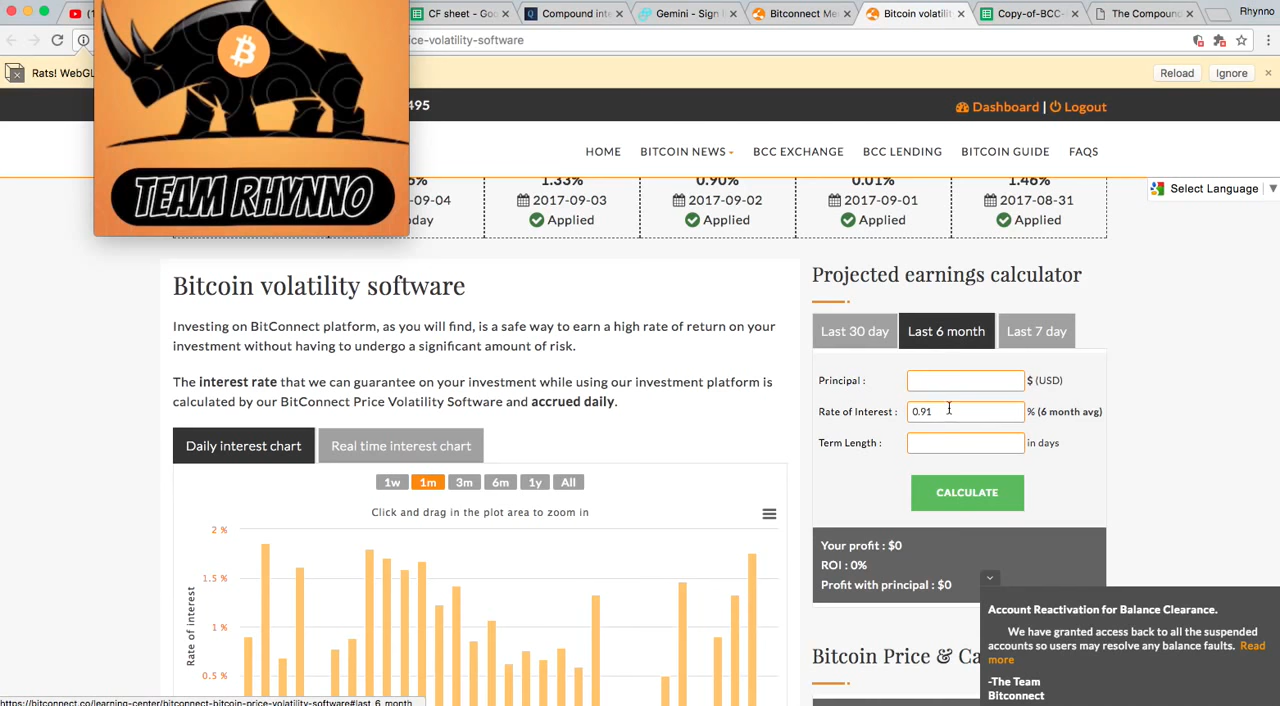 CF sheet - Goo
Compound inte
Gemini - Sign
Bitconnect Me
Bitcoin volatili
Copy-of-BCC-
The Compound
Rhynno
ice-volatility-software
Rats! WebGL
Reload
Ignore
495
Dashboard | Logout
HOME
BITCOIN NEWS
BCC EXCHANGE
BCC LENDING
BITCOIN GUIDE
FAQS
TEAM RHYNNO
Select Language
1.33%
0.90%
0.01%
1.46%
-09-04
2017-09-03
2017-09-02
2017-09-01
2017-08-31
oday
Applied
Applied
Applied
Applied
Bitcoin volatility software
Investing on BitConnect platform, as you will find, is a safe way to earn a high rate of return on your
investment without having to undergo a significant amount of risk.
The interest rate that we can guarantee on your investment while using our investment platform is
calculated by our BitConnect Price Volatility Software and accrued daily.
Daily interest chart
Real time interest chart
1w
1m
3m
6m
1y
All
Click and drag in the plot area to zoom in
2 %
1.5 %
1 %
0.5 %
Rate of interest
Projected earnings calculator
Last 30 day
Last 6 month
Last 7 day
Principal :
$ (USD)
Rate of Interest :
0.91
% (6 month avg)
Term Length :
in days
CALCULATE
Your profit : $0
ROI : 0%
Profit with principal : $0
Bitcoin Price & Ca
Account Reactivation for Balance Clearance.
We have granted access back to all the suspended
accounts so users may resolve any balance faults. Read
more
-The Team
Bitconnect
https://bitconnect.co/learning-center/bitconnect-bitcoin-price-volatility-software#last_6_month